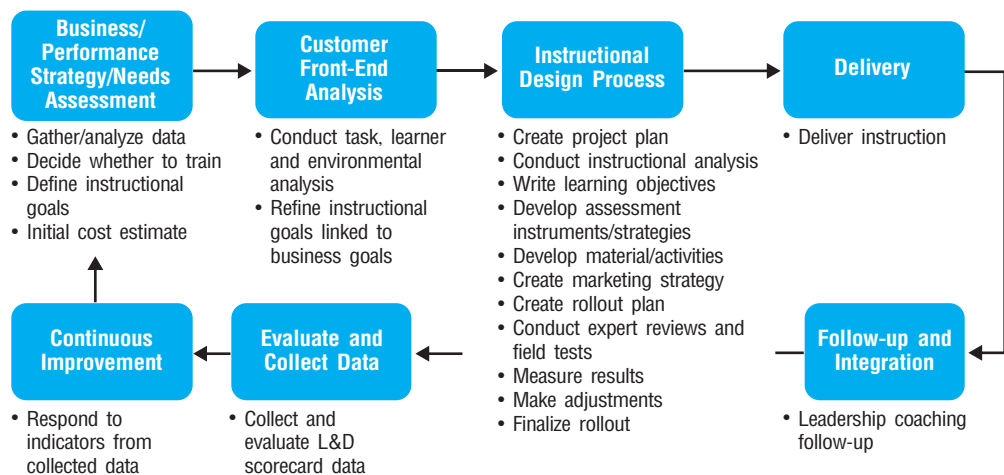 Business/
Performance
Strategy/Needs
Assessment
• Gather/analyze data
• Decide whether to train
• Define instructional
goals
• Initial cost estimate
Customer
Front-End
Analysis
• Conduct task, learner
and environmental
analysis
• Refine instructional
goals linked to
business goals
Instructional
Design Process
• Create project plan
• Conduct instructional analysis
• Write learning objectives
• Develop assessment
instruments/strategies
• Develop material/activities
• Create marketing strategy
• Create rollout plan
• Conduct expert reviews and
field tests
• Measure results
• Make adjustments
• Finalize rollout
Delivery
• Deliver instruction
Follow-up and
Integration
• Leadership coaching
follow-up
Evaluate and
Collect Data
• Collect and
evaluate L&D
scorecard data
Continuous
Improvement
• Respond to
indicators from
collected data